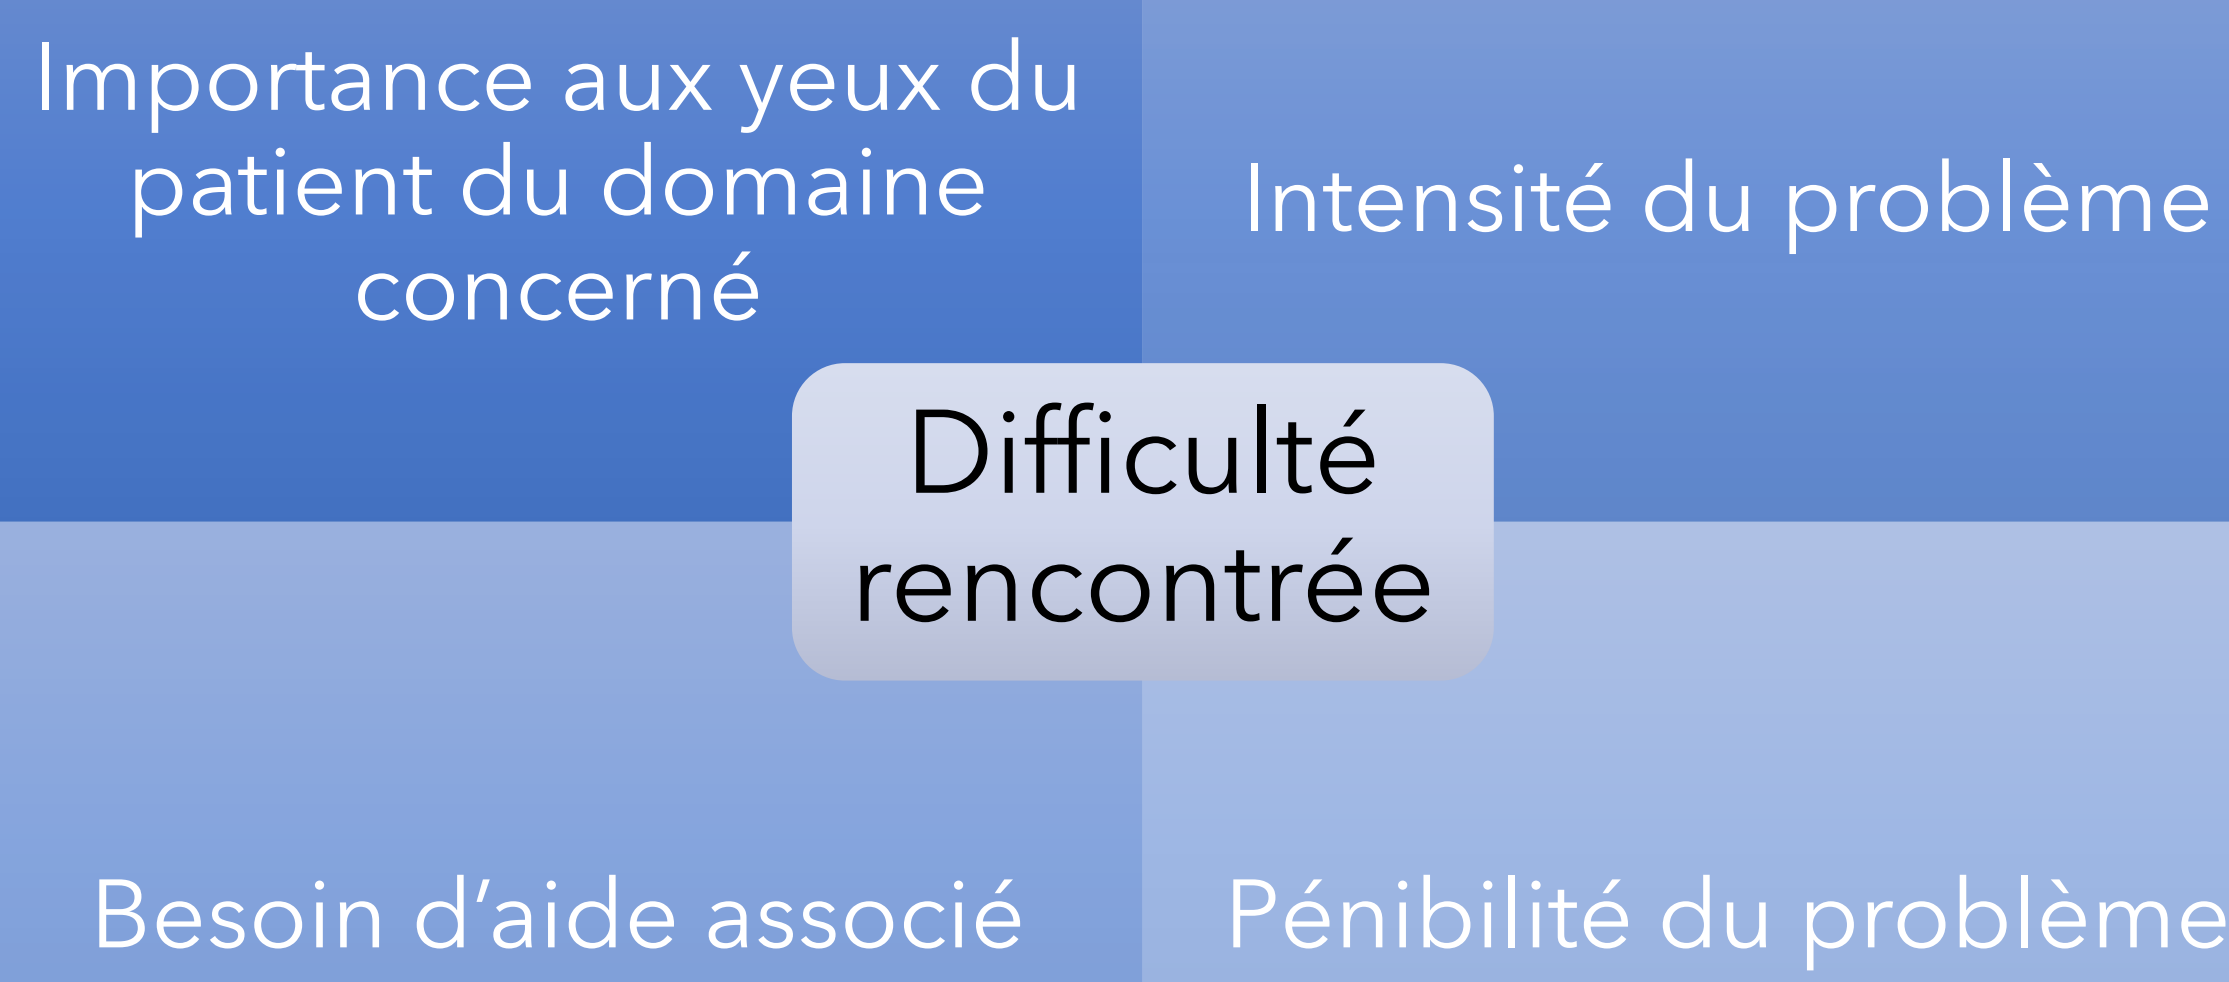 Importance aux yeux du
patient du domaine
concerné
Intensité du problème
Difficulté
rencontrée
Besoin d’aide associé
Pénibilité du problème